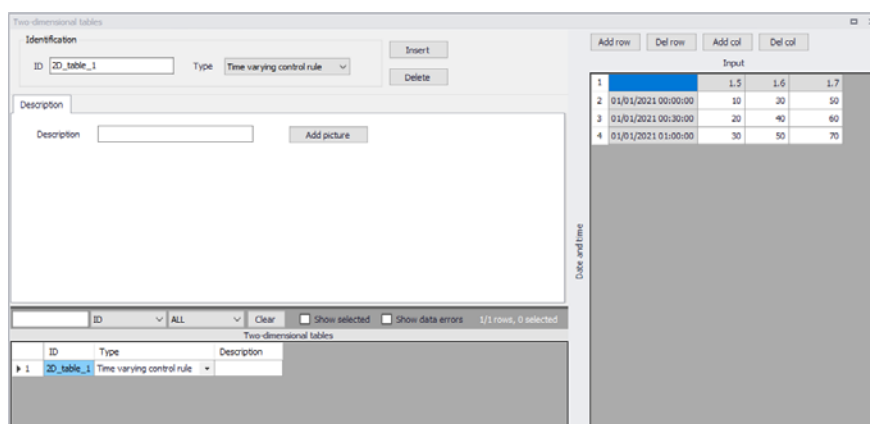 Two-dimensional tables
Identification
ID 2D_table_1 Type Time varying control rule
Insert
Delete
Description
Description Add picture
ID ALL Clear Show selected Show data errors 1/1 rows, 0 selected
Two-dimensional tables
ID Type Description
1 2D_table_1 Time varying control rule
Add row Del row Add col Del col
Input
Date and time
1 1.5 1.6 1.7
2 01/01/2021 00:00:00 10 30 50
3 01/01/2021 00:30:00 20 40 60
4 01/01/2021 01:00:00 30 50 70